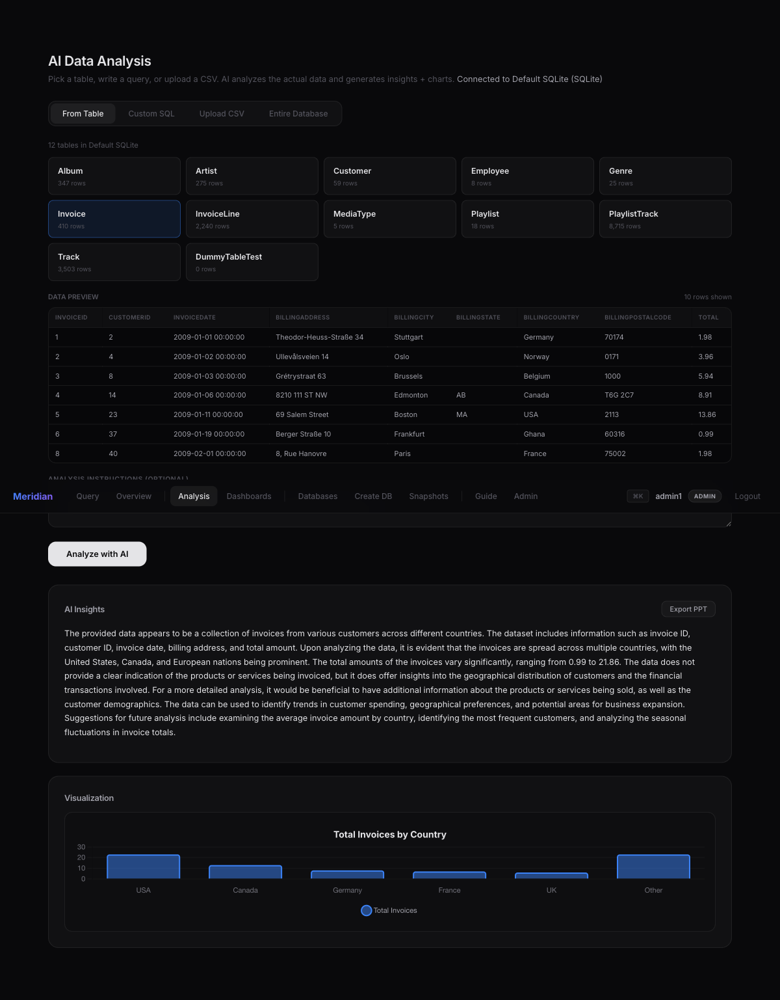 AI Data Analysis
Pick a table, write a query, or upload a CSV. AI analyzes the actual data and generates insights + charts. Connected to Default SQLite (SQLite)
From Table Custom SQL Upload CSV Entire Database
12 tables in Default SQLite
Album Artist Customer Employee Genre
347 rows 275 rows 59 rows 8 rows 25 rows
Invoice InvoiceLine MediaType Playlist PlaylistTrack
410 rows 2,240 rows 5 rows 18 rows 8,715 rows
Track DummyTableTest
3,503 rows 0 rows
DATA PREVIEW 10 rows shown
INVOICEID CUSTOMERID INVOICEDATE BILLINGADDRESS BILLINGCITY BILLINGSTATE BILLINGCOUNTRY BILLINGPOSTALCODE TOTAL
1 2 2009-01-01 00:00:00 Theodor-Heuss-Straße 34 Stuttgart Germany 70174 1.98
2 4 2009-01-02 00:00:00 Ullevålsveien 14 Oslo Norway 0171 3.96
3 8 2009-01-03 00:00:00 Grétrystraat 63 Brussels Belgium 1000 5.94
4 14 2009-01-06 00:00:00 8210 111 ST NW Edmonton AB Canada T6G 2C7 8.91
5 23 2009-01-11 00:00:00 69 Salem Street Boston MA USA 2113 13.86
6 37 2009-01-19 00:00:00 Berger Straße 10 Frankfurt Ghana 60316 0.99
8 40 2009-02-01 00:00:00 8, Rue Hanovre Paris France 75002 1.98
ANALYSIS INSTRUCTIONS (OPTIONAL)
Meridian Query Overview Analysis Dashboards Databases Create DB Snapshots Guide Admin ⌘K admin1 ADMIN Logout
Analyze with AI
AI Insights Export PPT
The provided data appears to be a collection of invoices from various customers across different countries. The dataset includes information such as invoice ID,
customer ID, invoice date, billing address, and total amount. Upon analyzing the data, it is evident that the invoices are spread across multiple countries, with the
United States, Canada, and European nations being prominent. The total amounts of the invoices vary significantly, ranging from 0.99 to 21.86. The data does not
provide a clear indication of the products or services being invoiced, but it does offer insights into the geographical distribution of customers and the financial
transactions involved. For a more detailed analysis, it would be beneficial to have additional information about the products or services being sold, as well as the
customer demographics. The data can be used to identify trends in customer spending, geographical preferences, and potential areas for business expansion.
Suggestions for future analysis include examining the average invoice amount by country, identifying the most frequent customers, and analyzing the seasonal
fluctuations in invoice totals.
Visualization
Total Invoices by Country
30
20
10
0
USA Canada Germany France UK Other
Total Invoices